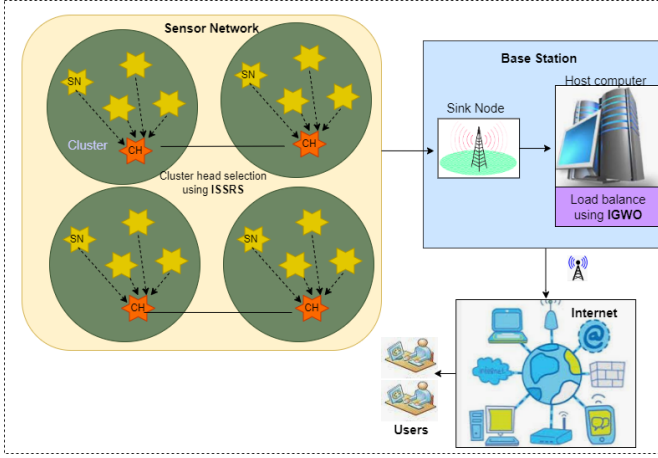 Sensor Network
SN
SN
Cluster
CH
CH
Cluster head selection
using ISSRS
SN
SN
CH
CH
Base Station
Host computer
Sink Node
Load balance
using IGWO
Internet
@
Users